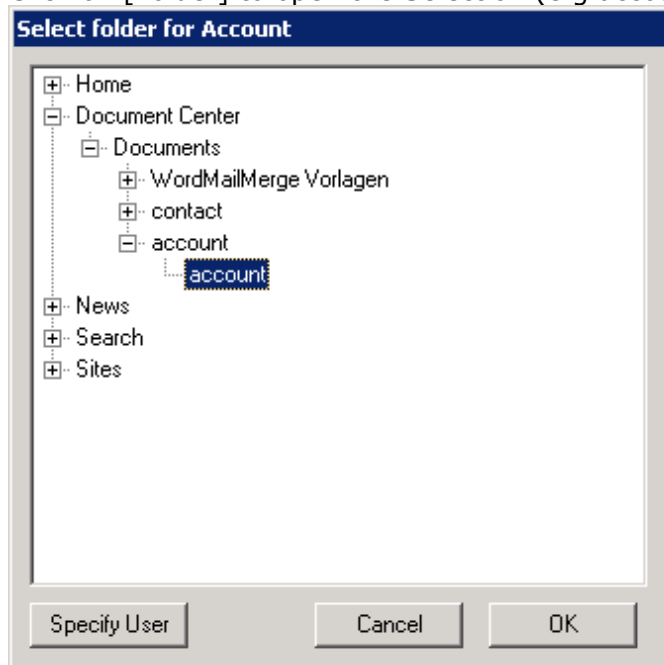 Select folder for Account
Home
Document Center
Documents
WordMailMerge Vorlagen
contact
account
account
News
Search
Sites
Specify User Cancel OK